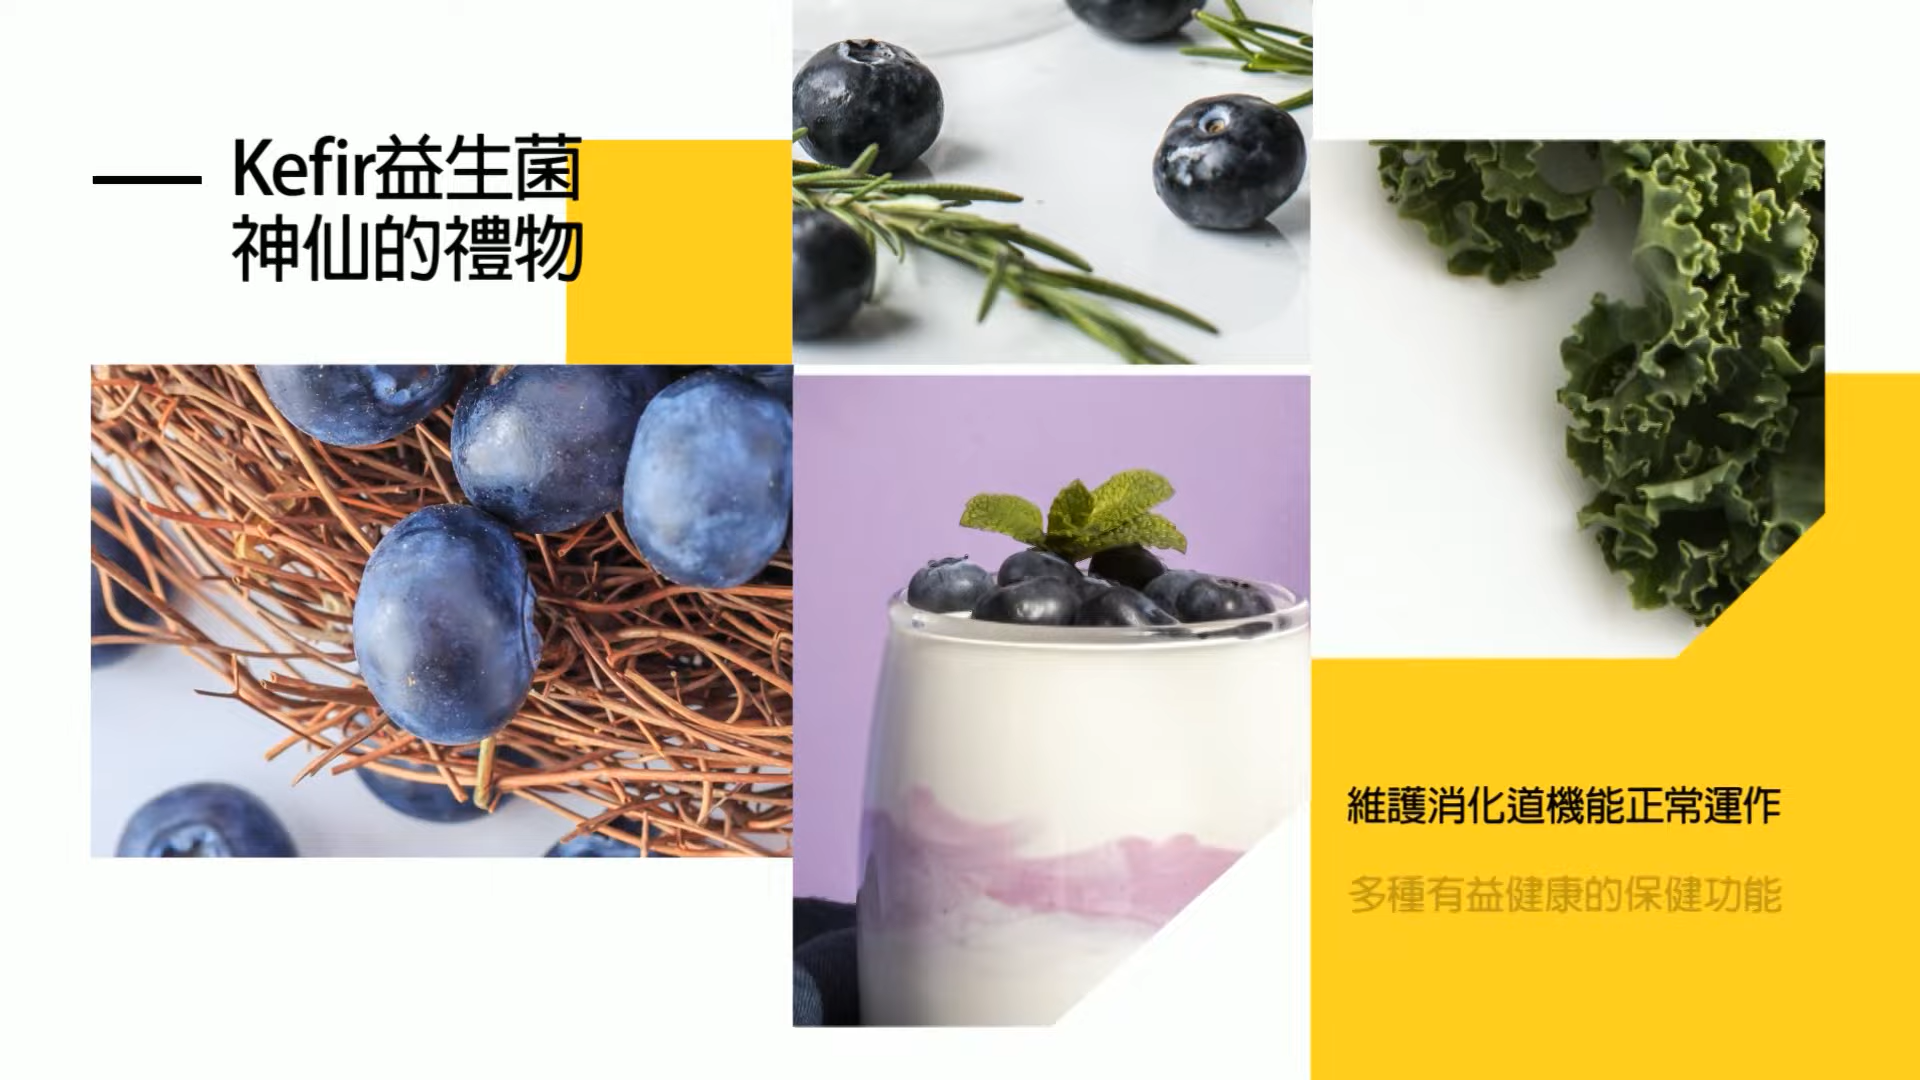 Kefir益生菌
神仙的禮物
維護消化道機能正常運作
多種有益健康的保健功能